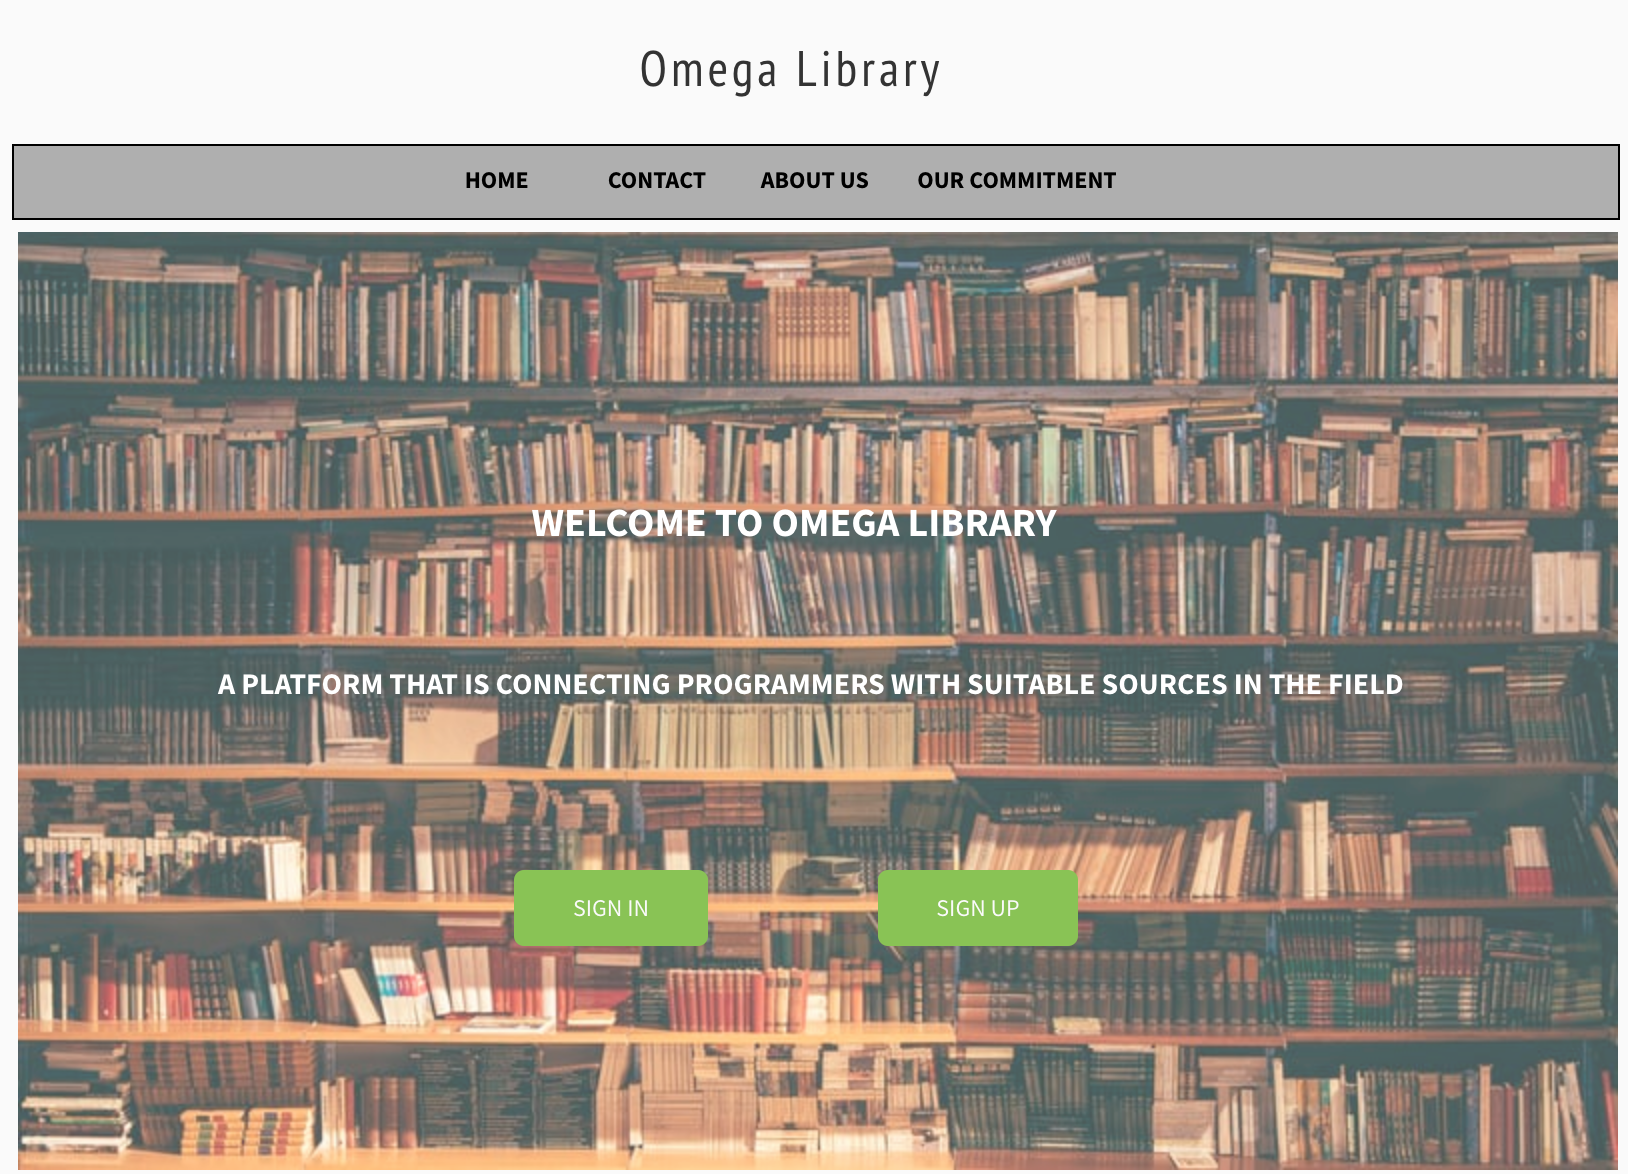 Omega Library
HOME CONTACT ABOUT US OUR COMMITMENT
WELCOME TO OMEGA LIBRARY
A PLATFORM THAT IS CONNECTING PROGRAMMERS WITH SUITABLE SOURCES IN THE FIELD
SIGN IN SIGN UP